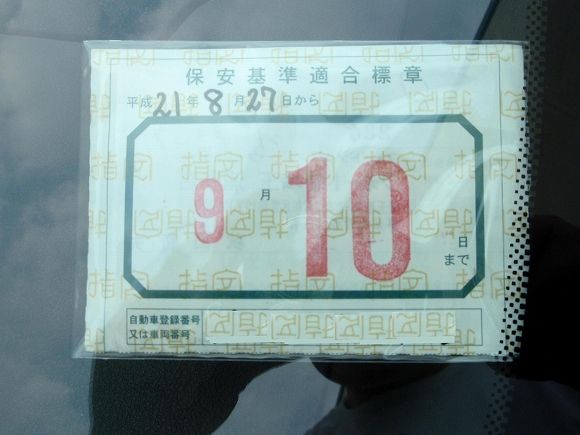 保安基準適合標章
平成21年8月27日から
9月10日まで
自動車登録番号
又は車両番号